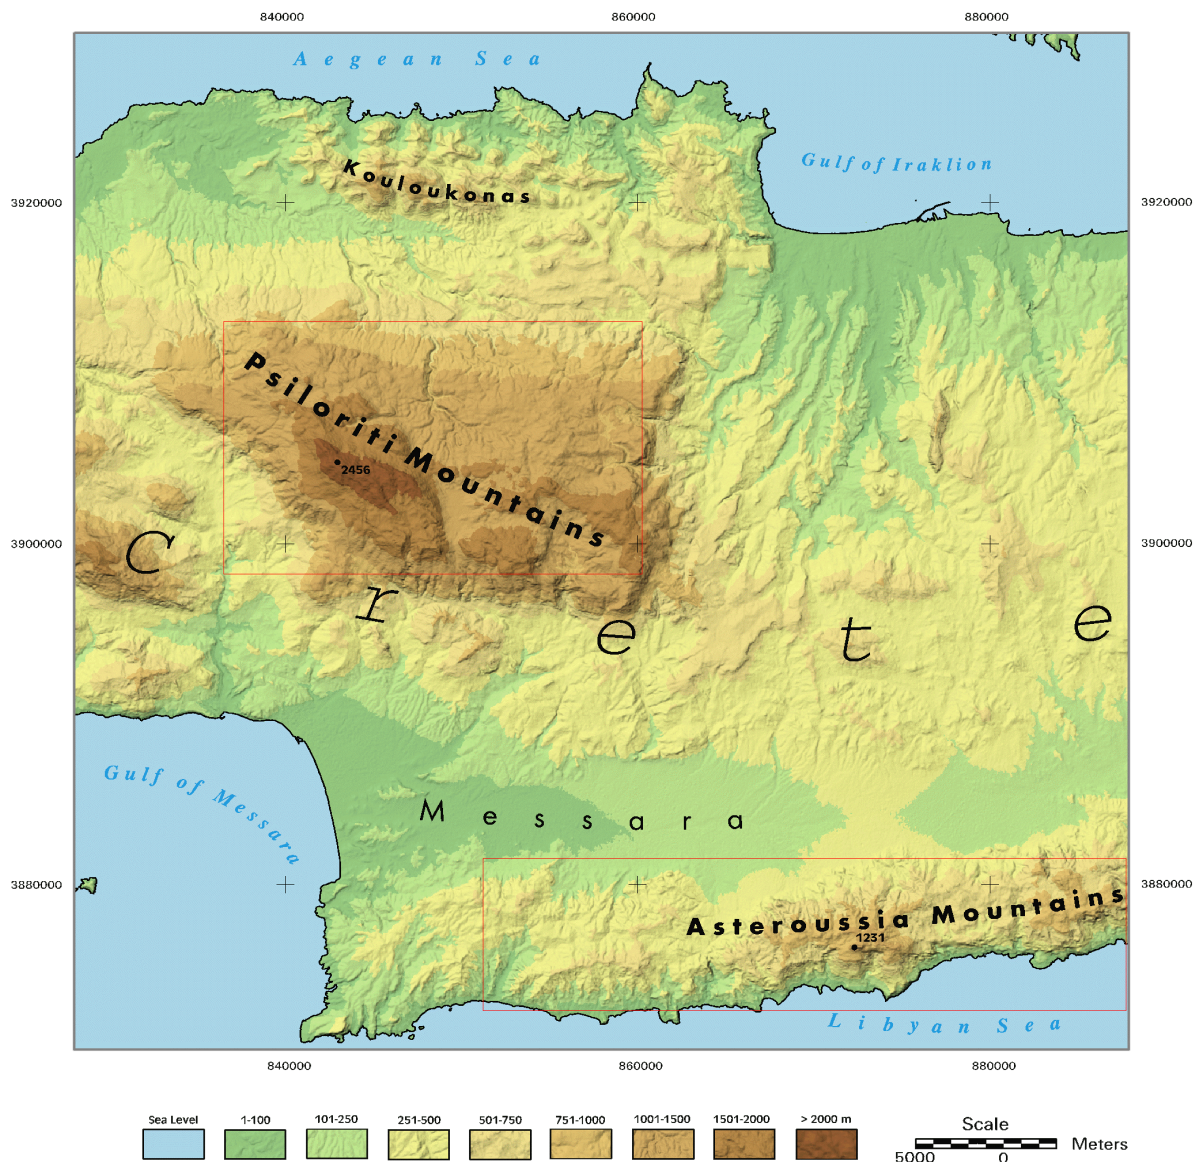 840000 860000 880000
Aegean Sea
Gulf of Iraklion
Kouloukonas
3920000 3920000
Psiloriti Mountains
2456
3900000 3900000
Crete
Gulf of Messara
Messara
3880000 3880000
Asteroussia Mountains
1231
Libyan Sea
840000 860000 880000
Sea Level 1-100 101-250 251-500 501-750 751-1000 1001-1500 1501-2000 > 2000 m
Scale
Meters
5000 0